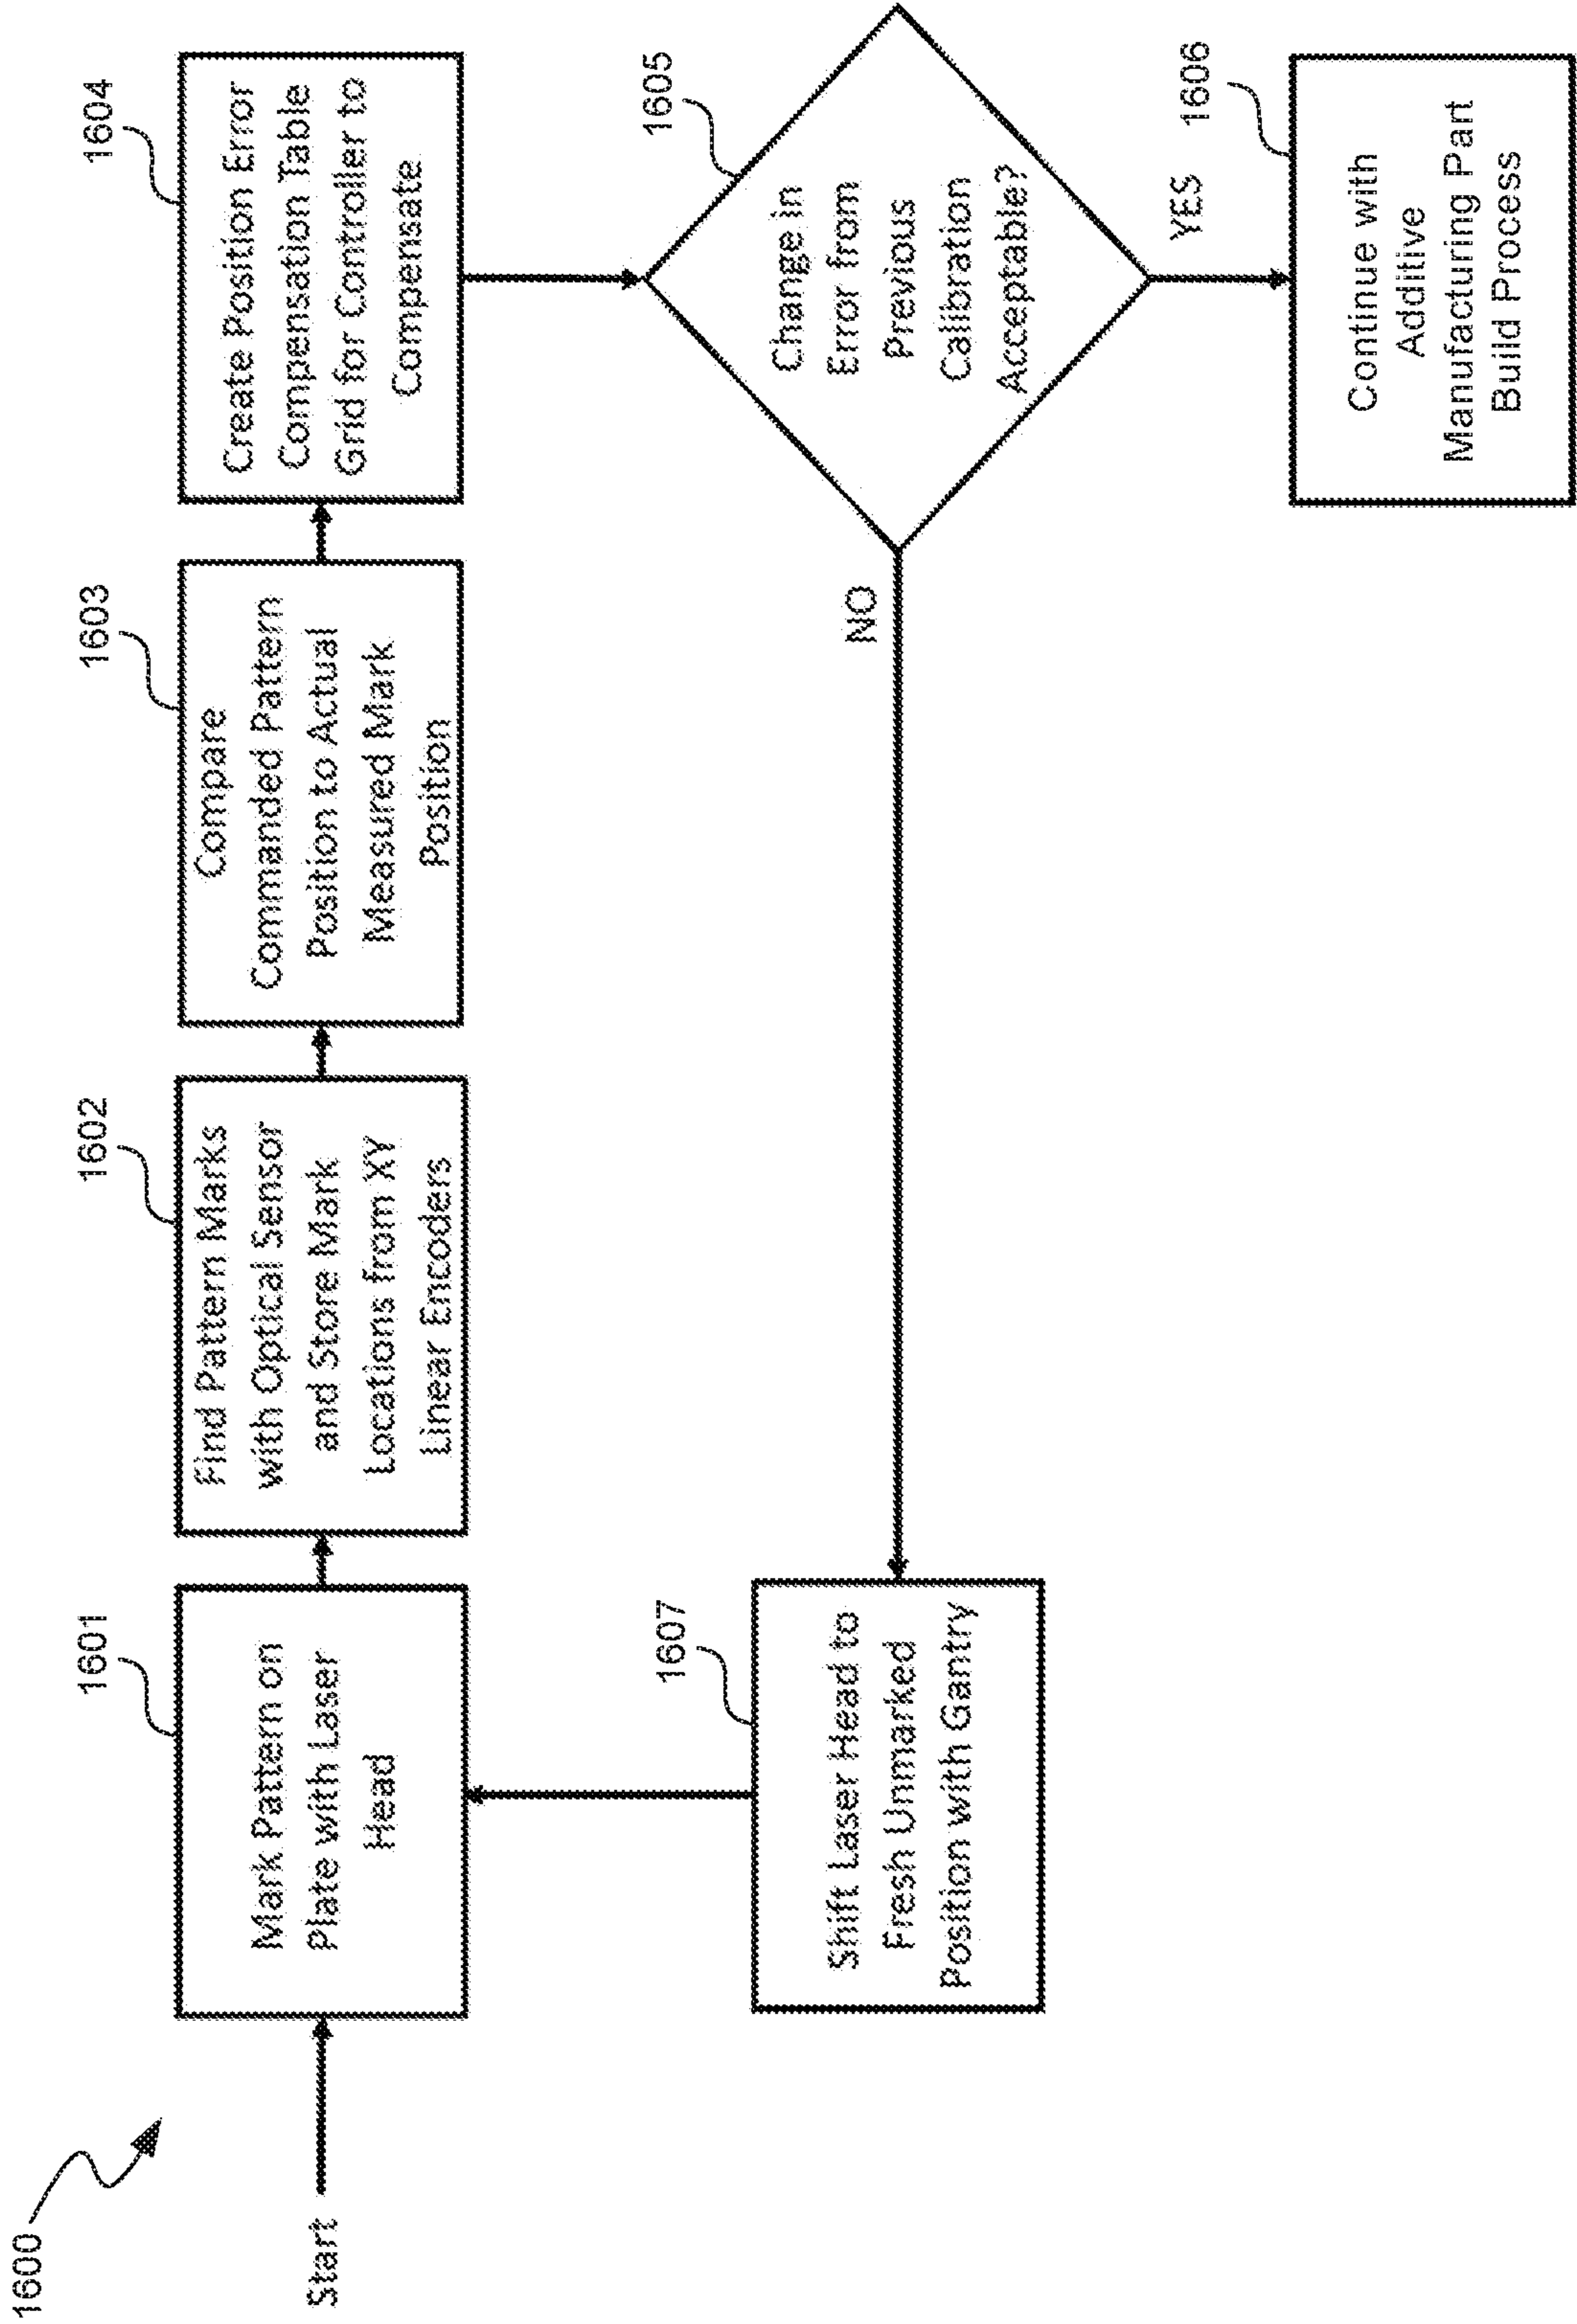 1600
Start
1601
Mark Pattern on
Plate with Laser
Head
1602
Find Pattern Marks
with Optical Sensor
and Store Mark
Locations from XY
Linear Encoders
1603
Compare
Commanded Pattern
Position to Actual
Measured Mark
Position
1604
Create Position Error
Compensation Table
Grid for Controller to
Compensate
1605
Change in
Error from
Previous
Calibration
Acceptable?
NO
YES
1607
Shift Laser Head to
Fresh Unmarked
Position with Gantry
1606
Continue with
Additive
Manufacturing Part
Build Process